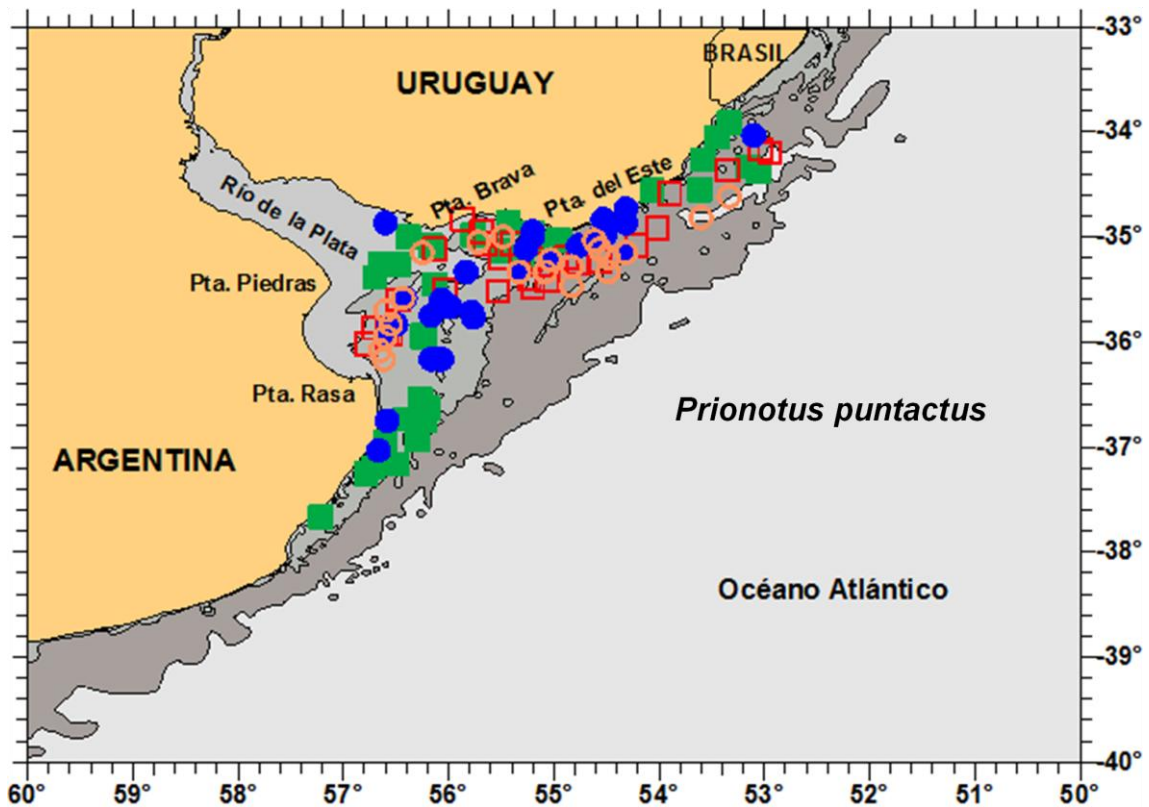 -33°
BRASIL
URUGUAY
-34°
Pta. Brava
Pta. del Este
Río de la Plata
-35°
Pta. Piedras
-36°
Pta. Rasa
Prionotus puntactus
-37°
ARGENTINA
-38°
Océano Atlántico
-39°
-40°
60° 59° 58° 57° 56° 55° 54° 53° 52° 51° 50°